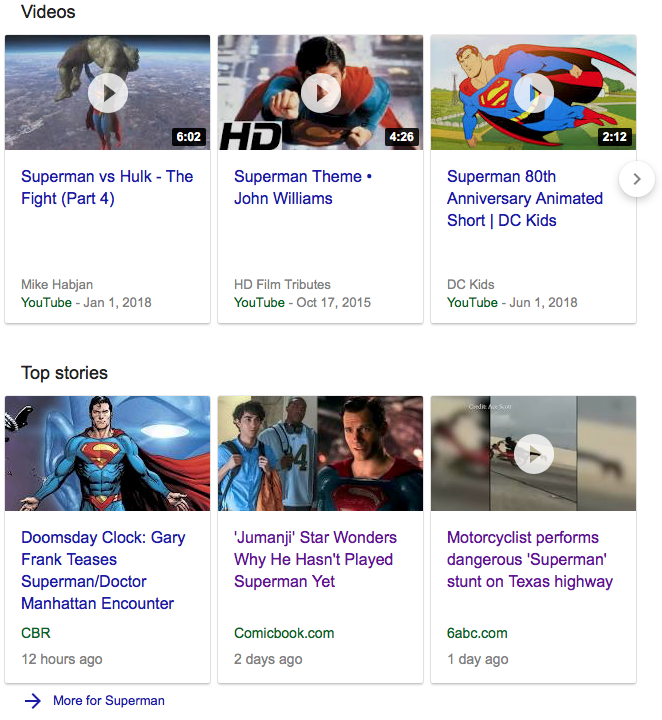 Videos
6:02
HD
4:26
2:12
Superman vs Hulk - The
Fight (Part 4)
Mike Habjan
YouTube - Jan 1, 2018
Superman Theme •
John Williams
HD Film Tributes
YouTube - Oct 17, 2015
Superman 80th
Anniversary Animated
Short | DC Kids
DC Kids
YouTube - Jun 1, 2018
Top stories
4
Credit: Ace Scott
Doomsday Clock: Gary
Frank Teases
Superman/Doctor
Manhattan Encounter
CBR
12 hours ago
'Jumanji' Star Wonders
Why He Hasn't Played
Superman Yet
Comicbook.com
2 days ago
Motorcyclist performs
dangerous 'Superman'
stunt on Texas highway
6abc.com
1 day ago
More for Superman